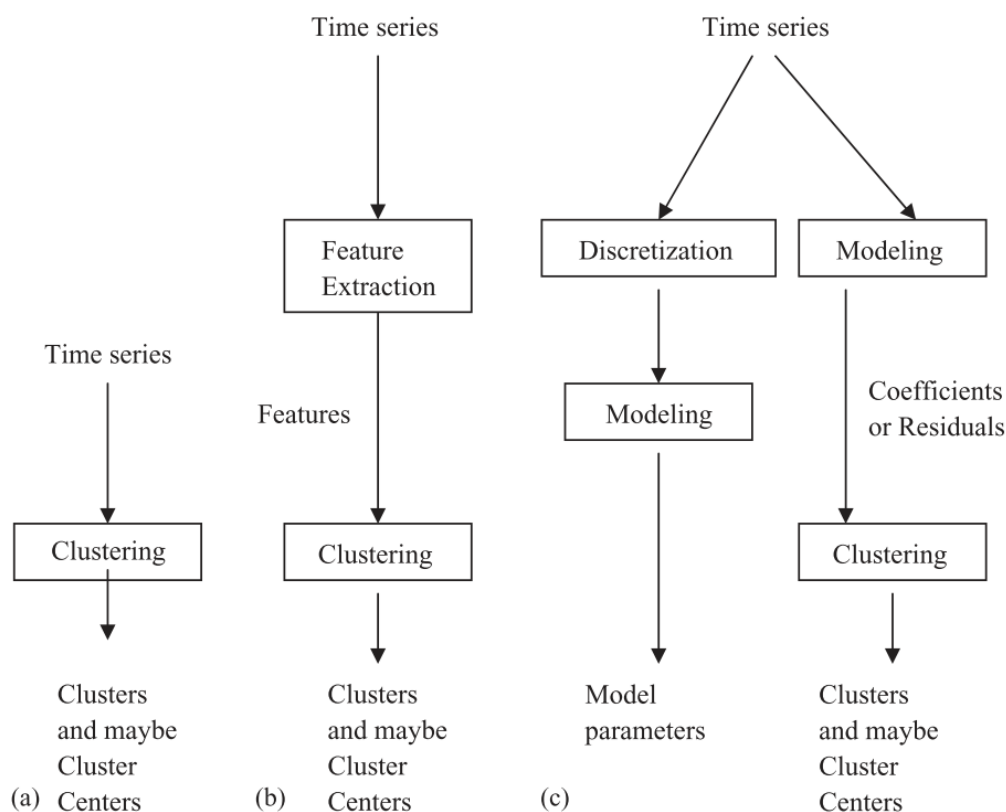 Time series
Clustering
Clusters
and maybe
Cluster
Centers
(a)
Time series
Feature
Extraction
Features
Clustering
Clusters
and maybe
Cluster
Centers
(b)
Time series
Discretization
Modeling
Model
parameters
Modeling
Coefficients
or Residuals
Clustering
Clusters
and maybe
Cluster
Centers
(c)